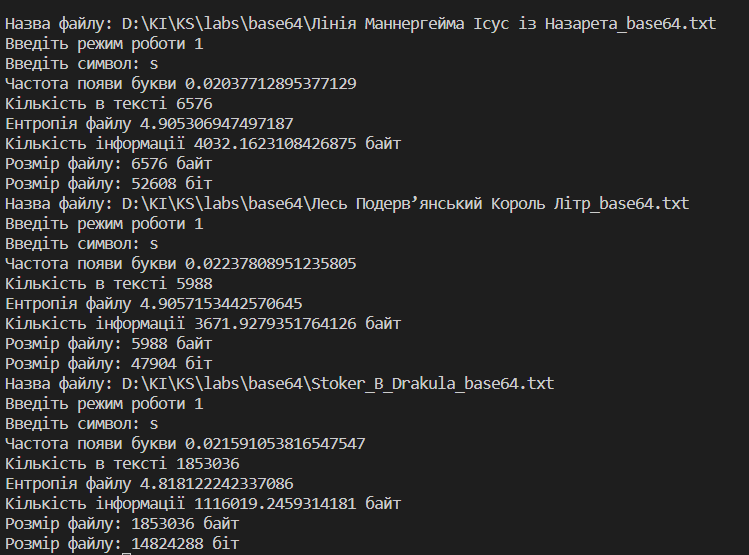 Назва файлу: D:\KI\KS\labs\base64\Лінія Маннергейма Ісус із Назарета_base64.txt
Введіть режим роботи 1
Введіть символ: s
Частота появи букви 0.02037712895377129
Кількість в тексті 6576
Ентропія файлу 4.905306947497187
Кількість інформації 4032.1623108426875 байт
Розмір файлу: 6576 байт
Розмір файлу: 52608 біт
Назва файлу: D:\KI\KS\labs\base64\Лесь Подерв’янський Король Літр_base64.txt
Введіть режим роботи 1
Введіть символ: s
Частота появи букви 0.02237808951235805
Кількість в тексті 5988
Ентропія файлу 4.9057153442570645
Кількість інформації 3671.9279351764126 байт
Розмір файлу: 5988 байт
Розмір файлу: 47904 біт
Назва файлу: D:\KI\KS\labs\base64\Stoker_B_Drakula_base64.txt
Введіть режим роботи 1
Введіть символ: s
Частота появи букви 0.021591053816547547
Кількість в тексті 1853036
Ентропія файлу 4.818122242337086
Кількість інформації 1116019.2459314181 байт
Розмір файлу: 1853036 байт
Розмір файлу: 14824288 біт